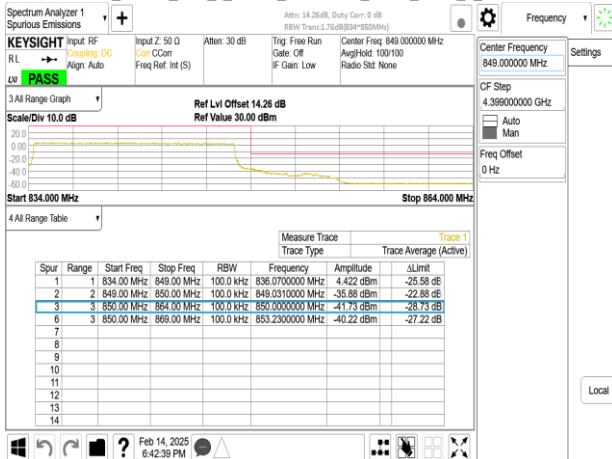 Spectrum Analyzer 1
Spurious Emissions
Attn: 14.26dB, Duty Corr: 0 dB
RBW Tranc:1.76dB(834*850MHz)
Frequency
KEYSIGHT
RL
PASS
Input: RF
Coupling: DC
Align: Auto
Input Z: 50 Ω
Corr CCorr
Freq Ref: Int (S)
Atten: 30 dB
Trig: Free Run
Gate: Off
IF Gain: Low
Center Freq: 849.000000 MHz
Avg|Hold: 100/100
Radio Std: None
Center Frequency
849.000000 MHz
Settings
CF Step
4.399000000 GHz
Auto
Man
Freq Offset
0 Hz
3 All Range Graph
Scale/Div 10.0 dB
Ref Lvl Offset 14.26 dB
Ref Value 30.00 dBm
20.0
0.00
-20.0
-40.0
-60.0
Start 834.000 MHz
Stop 864.000 MHz
4 All Range Table
Measure Trace Trace 1
Trace Type Trace Average (Active)
Spur Range Start Freq Stop Freq RBW Frequency Amplitude ΔLimit
1 1 834.00 MHz 849.00 MHz 100.0 kHz 836.0700000 MHz 4.422 dBm -25.58 dB
2 2 849.00 MHz 850.00 MHz 100.0 kHz 849.0310000 MHz -35.88 dBm -22.88 dB
3 3 850.00 MHz 864.00 MHz 100.0 kHz 850.0000000 MHz -41.73 dBm -28.73 dB
6 3 850.00 MHz 869.00 MHz 100.0 kHz 853.2300000 MHz -40.22 dBm -27.22 dB
7
8
9
10
11
12
13
14
Local
Feb 14, 2025
6:42:39 PM